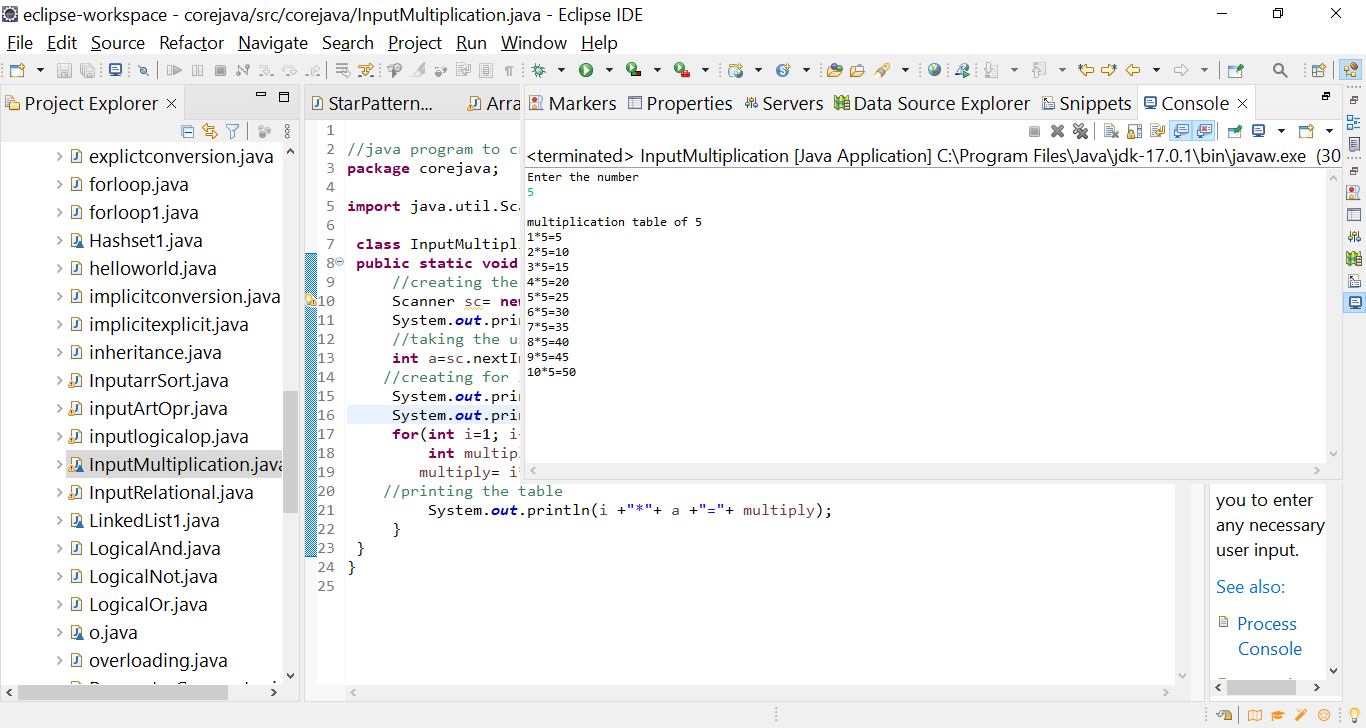 eclipse-workspace - corejava/src/corejava/InputMultiplication.java - Eclipse IDE
File Edit Source Refactor Navigate Search Project Run Window Help
Project Explorer
explictconversion.java
forloop.java
forloop1.java
Hashset1.java
helloworld.java
implicitconversion.java
implicitexplicit.java
inheritance.java
InputarrSort.java
inputArtOpr.java
inputlogicalop.java
InputMultiplication.java
InputRelational.java
LinkedList1.java
LogicalAnd.java
LogicalNot.java
LogicalOr.java
o.java
overloading.java
StarPattern... Arra
1
2 //java program to c
3 package corejava;
4
5 import java.util.Sc
6
7 class InputMultipl
8 public static void
9 //creating the
10 Scanner sc= new
11 System.out.prin
12 //taking the u
13 int a=sc.nextI
14 //creating for
15 System.out.prin
16 System.out.prin
17 for(int i=1; i
18 int multipl
19 multiply= i
20 //printing the table
21 System.out.println(i +"*"+ a +"="+ multiply);
22 }
23 }
24 }
25
Markers Properties Servers Data Source Explorer Snippets Console
<terminated> InputMultiplication [Java Application] C:\Program Files\Java\jdk-17.0.1\bin\javaw.exe (30
Enter the number
5
multiplication table of 5
1*5=5
2*5=10
3*5=15
4*5=20
5*5=25
6*5=30
7*5=35
8*5=40
9*5=45
10*5=50
you to enter
any necessary
user input.
See also:
Process
Console